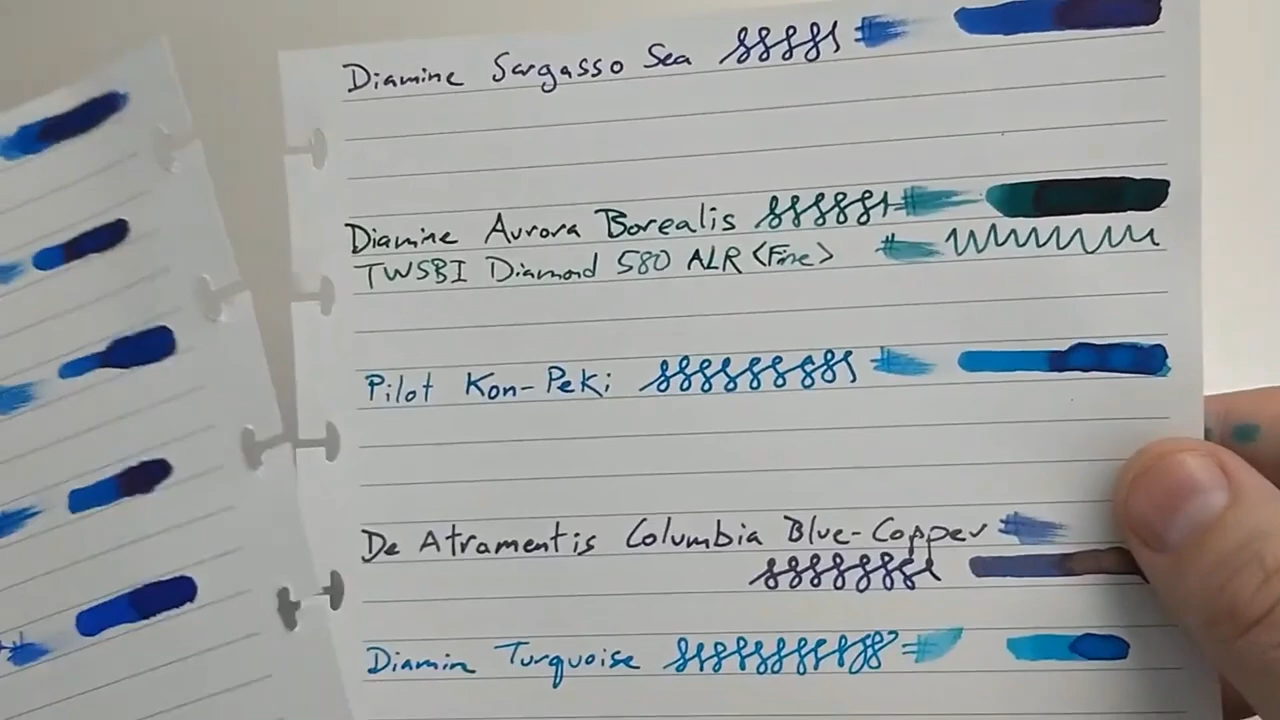 Diamine Sargasso Sea
Diamine Aurora Borealis
TWSBI Diamond 580 ALR <Fine>
Pilot Kon-Peki
De Atramentis Columbia Blue-Copper
Diamin Turquoise